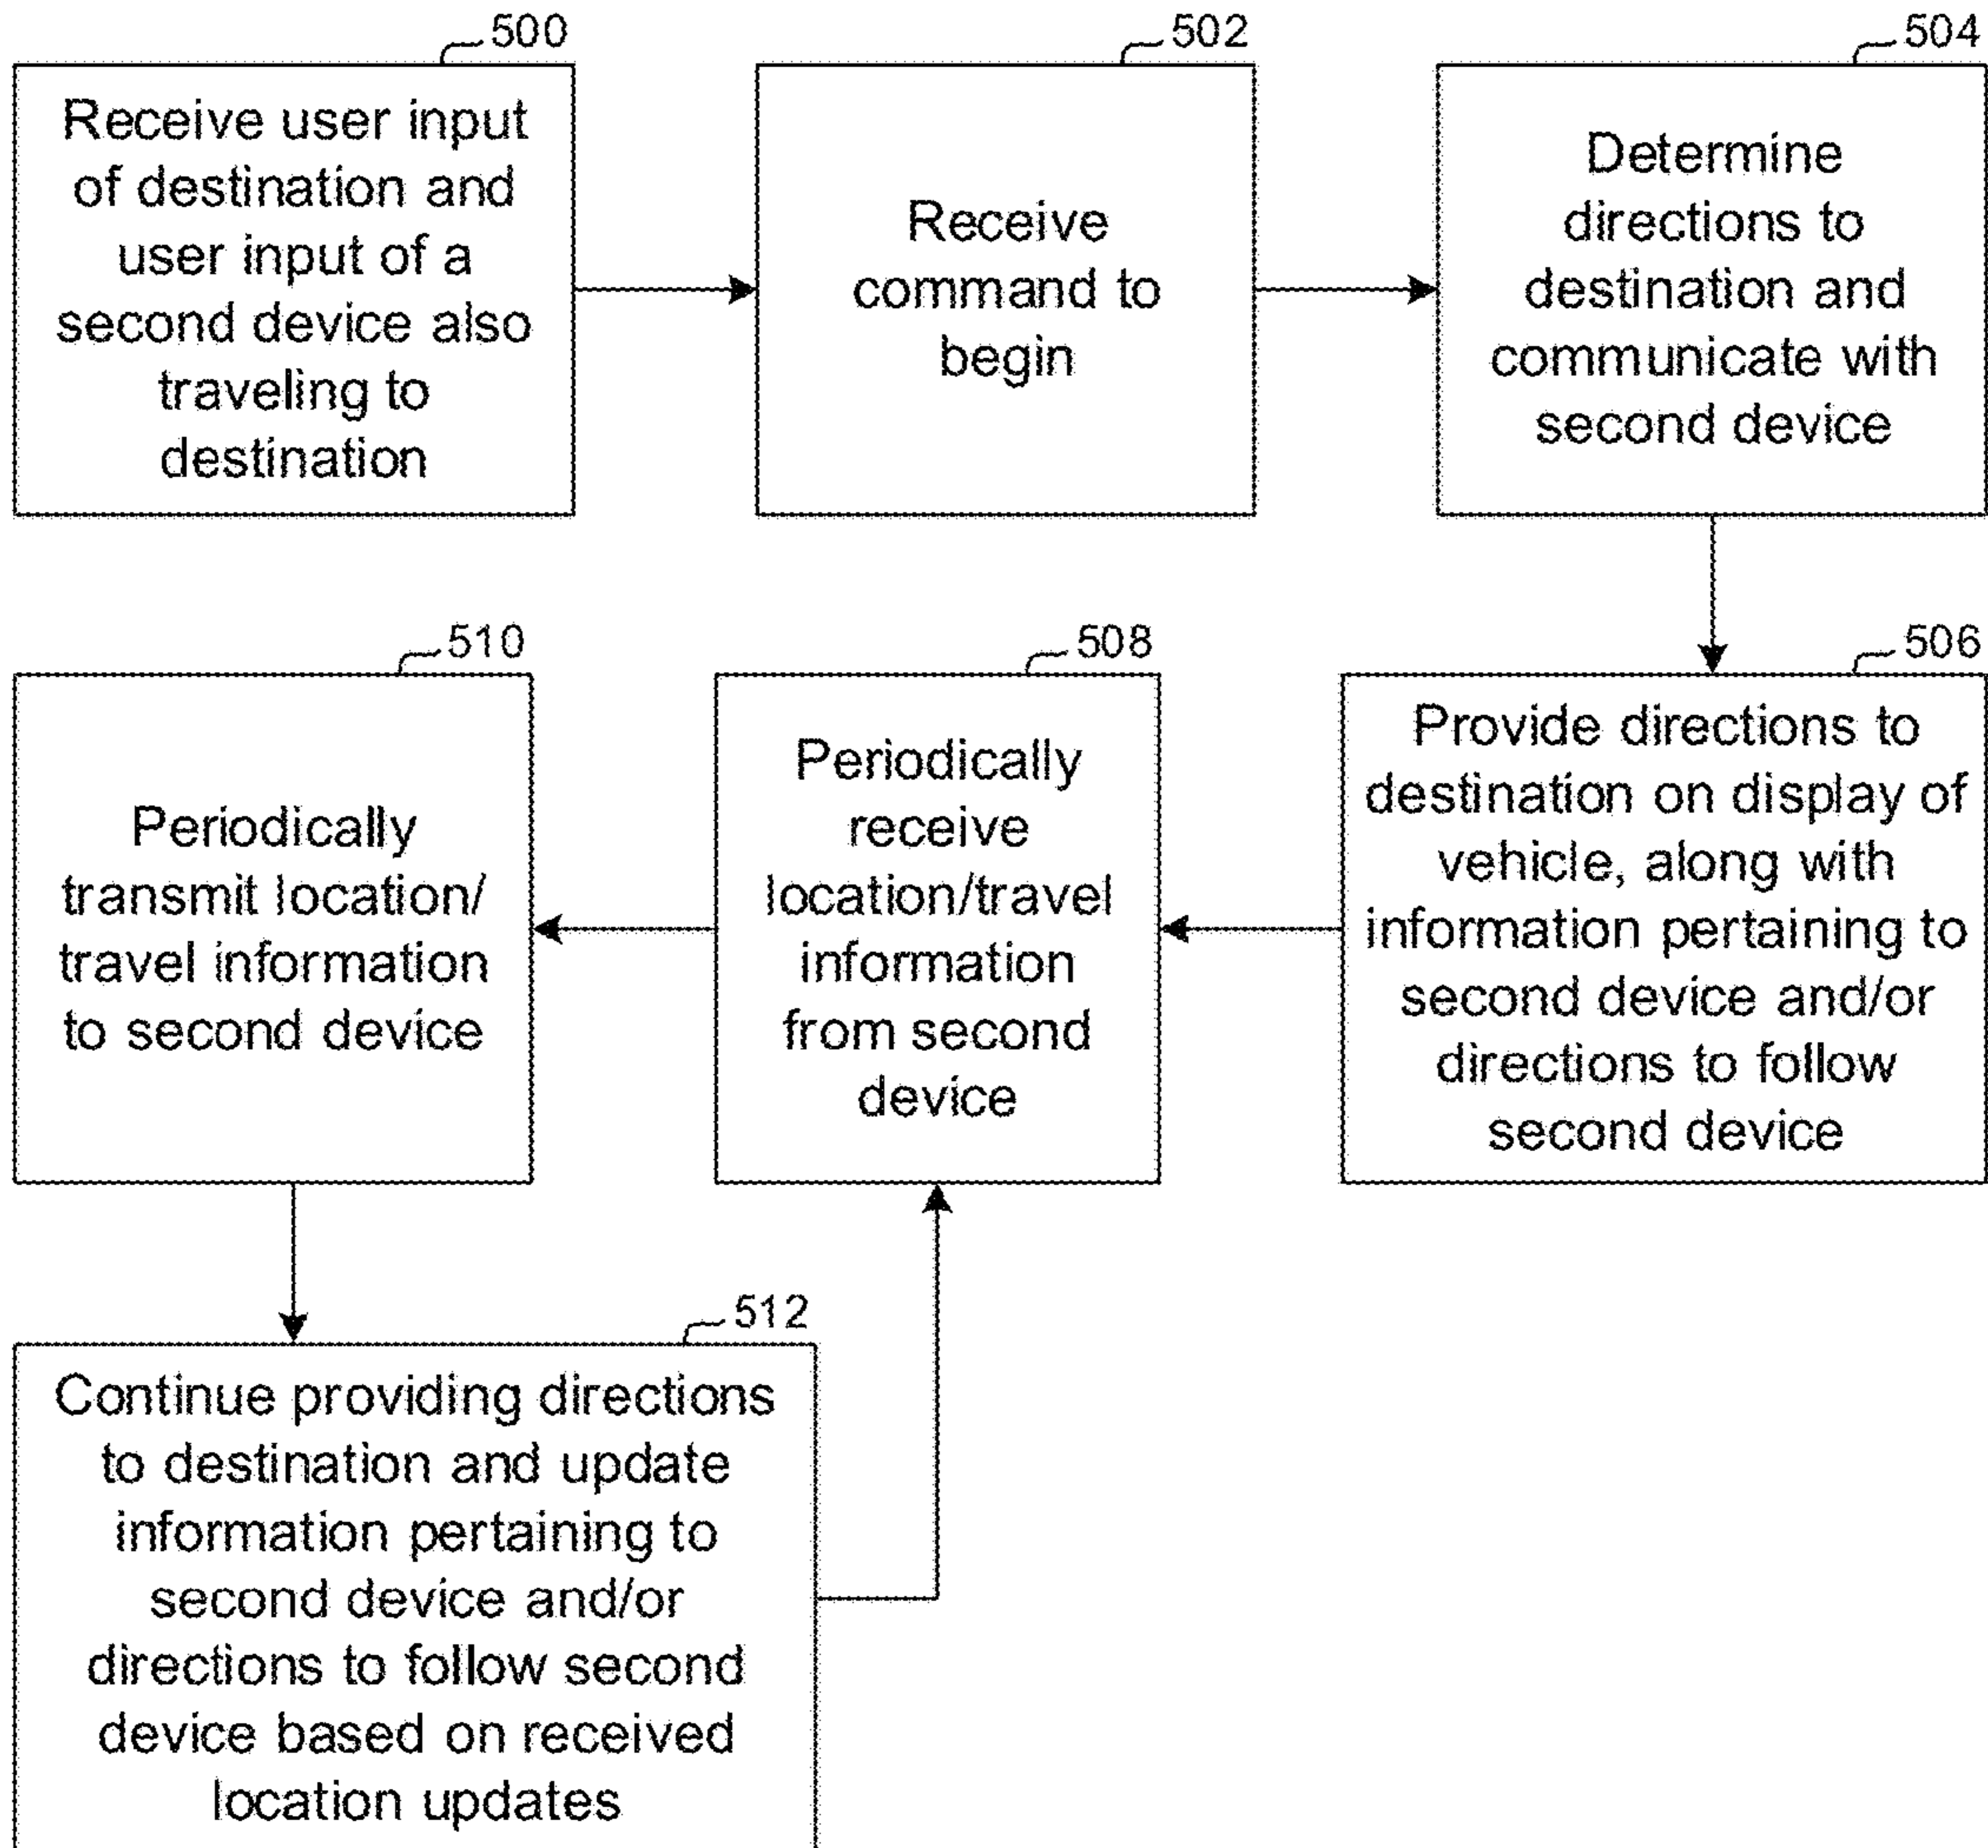 500
Receive user input
of destination and
user input of a
second device also
traveling to
destination
502
Receive
command to
begin
504
Determine
directions to
destination and
communicate with
second device
506
Provide directions to
destination on display of
vehicle, along with
information pertaining to
second device and/or
directions to follow
second device
508
Periodically
receive
location/travel
information
from second
device
510
Periodically
transmit location/
travel information
to second device
512
Continue providing directions
to destination and update
information pertaining to
second device and/or
directions to follow second
device based on received
location updates